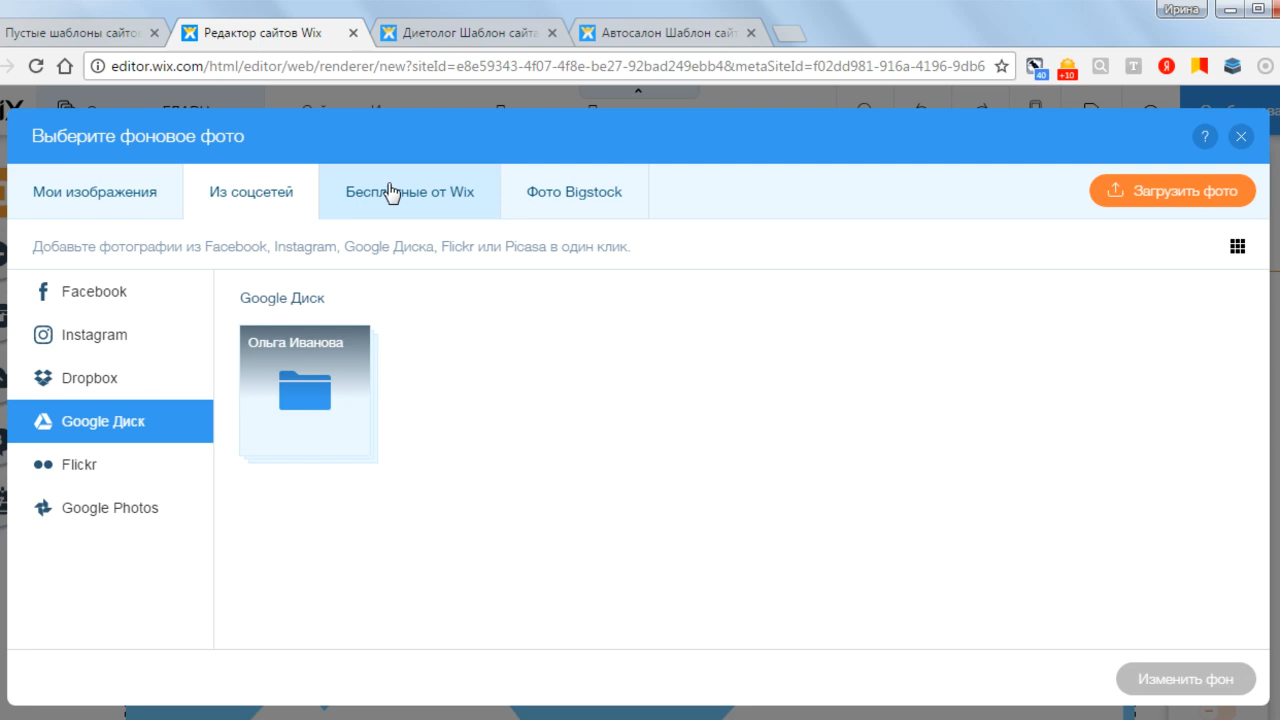 Ирина
Пустые шаблоны сайто
Редактор сайтов Wix
Диетолог Шаблон сайта
Автосалон Шаблон сайт
editor.wix.com/html/editor/web/renderer/new?siteId=e8e59343-4f07-4f8e-be27-92bad249ebb4&metaSiteId=f02dd981-916a-4196-9db6
40
+10
T
Я
Выберите фоновое фото
?
Мои изображения
Из соцсетей
Бесплатные от Wix
Фото Bigstock
Загрузить фото
Добавьте фотографии из Facebook, Instagram, Google Диска, Flickr или Picasa в один клик.
Facebook
Instagram
Dropbox
Google Диск
Flickr
Google Photos
Google Диск
Ольга Иванова
Изменить фон